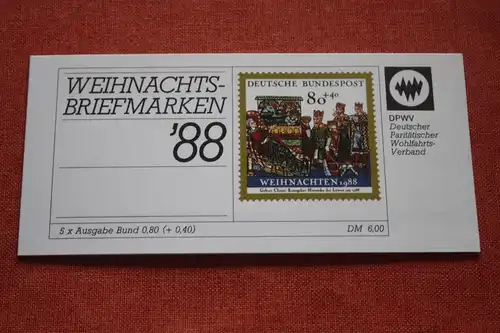 WEIHNACHTS-
BRIEFMARKEN
'88
DEUTSCHE BUNDESPOST
80+40
WEIHNACHTEN 1988
DPWV
Deutscher
Paritätischer
Wohlfahrts-
Verband
5 x Ausgabe Bund 0,80 (+ 0,40)
DM 6,00